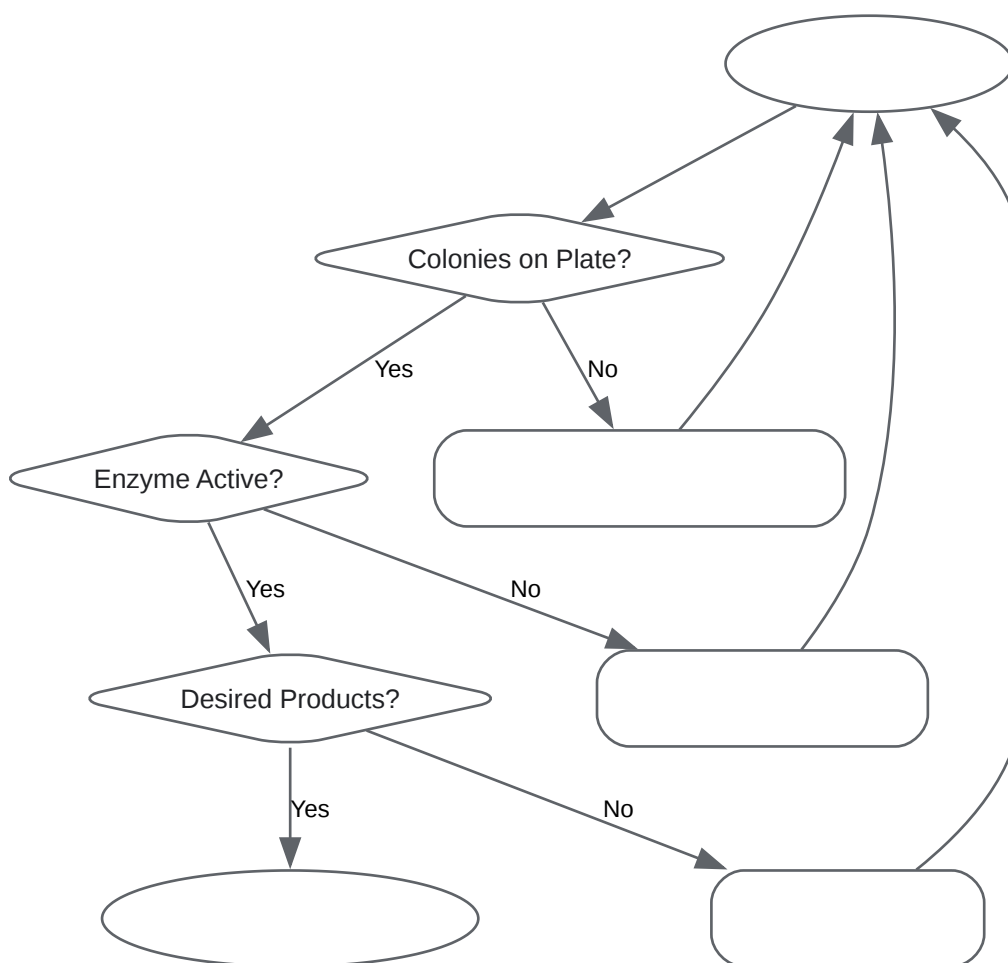 Colonies on Plate?
Yes
No
Enzyme Active?
Yes
No
Desired Products?
Yes
No